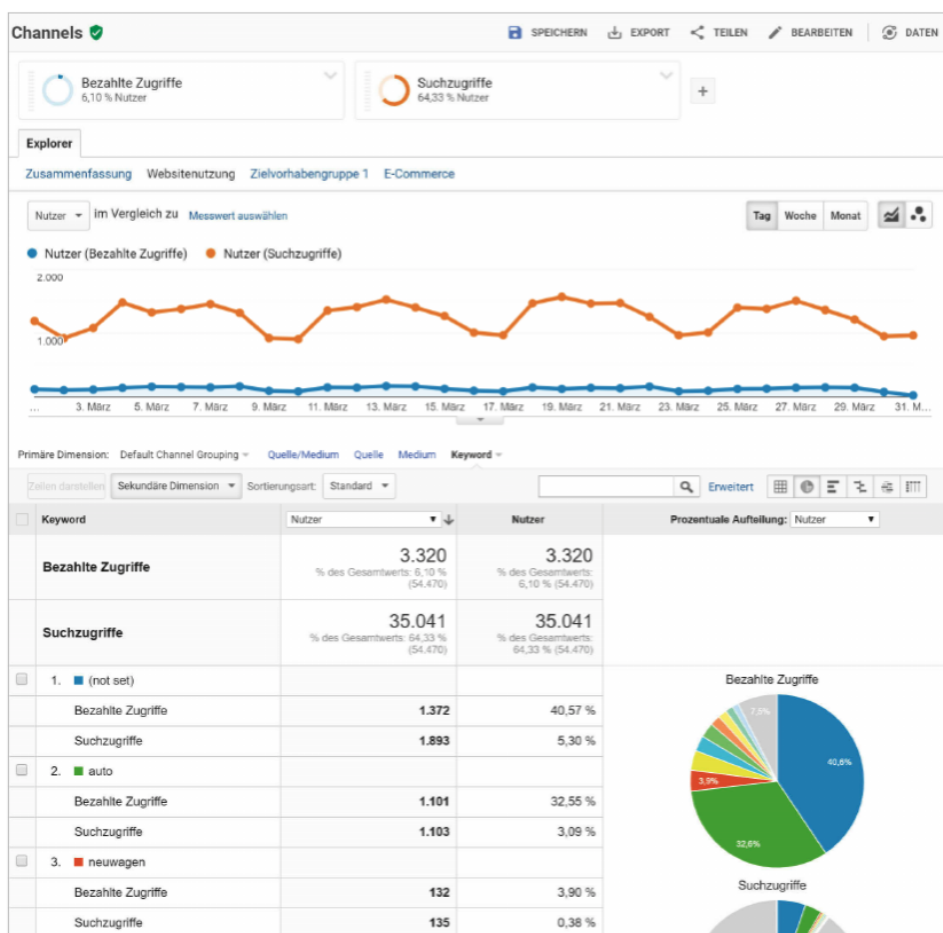 Channels
SPEICHERN EXPORT TEILEN BEARBEITEN DATEN
Bezahlte Zugriffe
6,10 % Nutzer
Suchzugriffe
64,33 % Nutzer
+
Explorer
Zusammenfassung Websitenutzung Zielvorhabengruppe 1 E-Commerce
Nutzer im Vergleich zu Messwert auswählen
Tag Woche Monat
Nutzer (Bezahlte Zugriffe) Nutzer (Suchzugriffe)
2.000
1.000
... 3. März 5. März 7. März 9. März 11. März 13. März 15. März 17. März 19. März 21. März 23. März 25. März 27. März 29. März 31. M...
Primäre Dimension: Default Channel Grouping Quelle/Medium Quelle Medium Keyword
Zeilen darstellen Sekundäre Dimension Sortierungsart: Standard Erweitert
Keyword Nutzer Nutzer Prozentuale Aufteilung: Nutzer
Bezahlte Zugriffe
3.320
% des Gesamtwerts: 6,10 %
(54.470)
3.320
% des Gesamtwerts:
6,10 % (54.470)
Suchzugriffe
35.041
% des Gesamtwerts: 64,33 %
(54.470)
35.041
% des Gesamtwerts:
64,33 % (54.470)
1. (not set)
Bezahlte Zugriffe 1.372 40,57 %
Suchzugriffe 1.893 5,30 %
2. auto
Bezahlte Zugriffe 1.101 32,55 %
Suchzugriffe 1.103 3,09 %
3. neuwagen
Bezahlte Zugriffe 132 3,90 %
Suchzugriffe 135 0,38 %
Bezahlte Zugriffe
7,5%
40,6%
3,9%
32,6%
Suchzugriffe